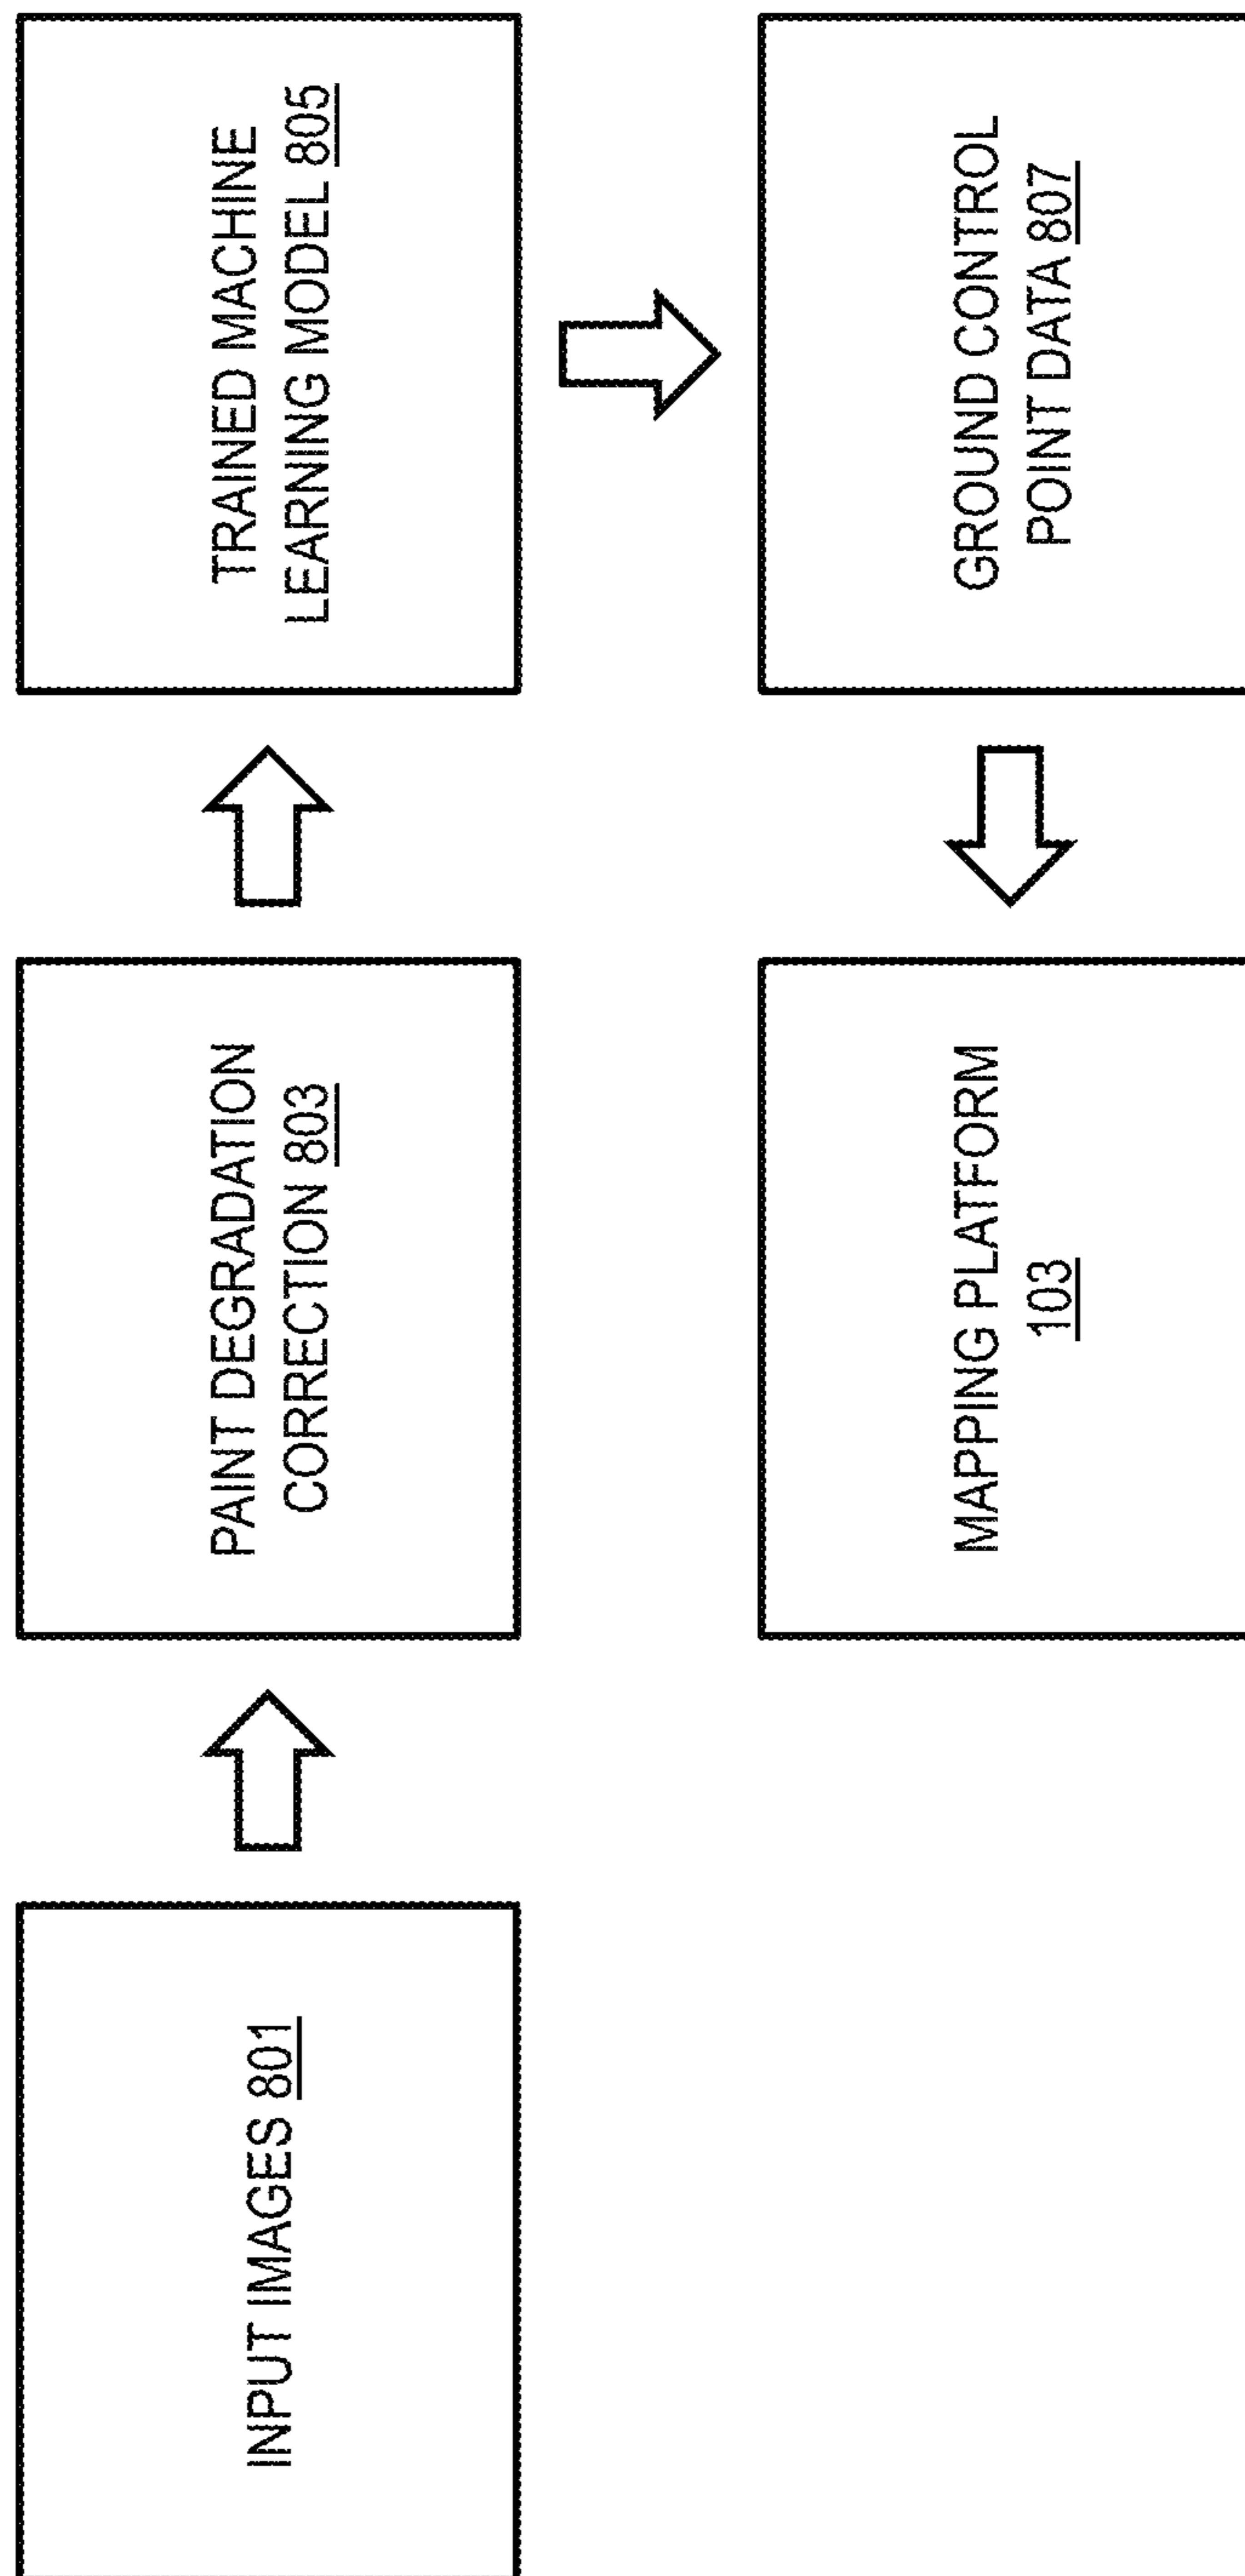 INPUT IMAGES 801
PAINT DEGRADATION
CORRECTION 803
TRAINED MACHINE
LEARNING MODEL 805
GROUND CONTROL
POINT DATA 807
MAPPING PLATFORM
103